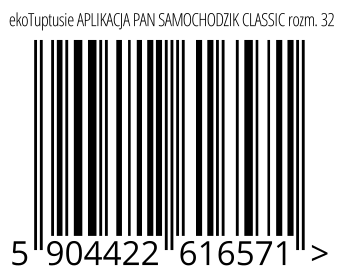 ekoTuptusie APLIKACJA PAN SAMOCHODZIK CLASSIC rozm. 32
5 904422 616571 >